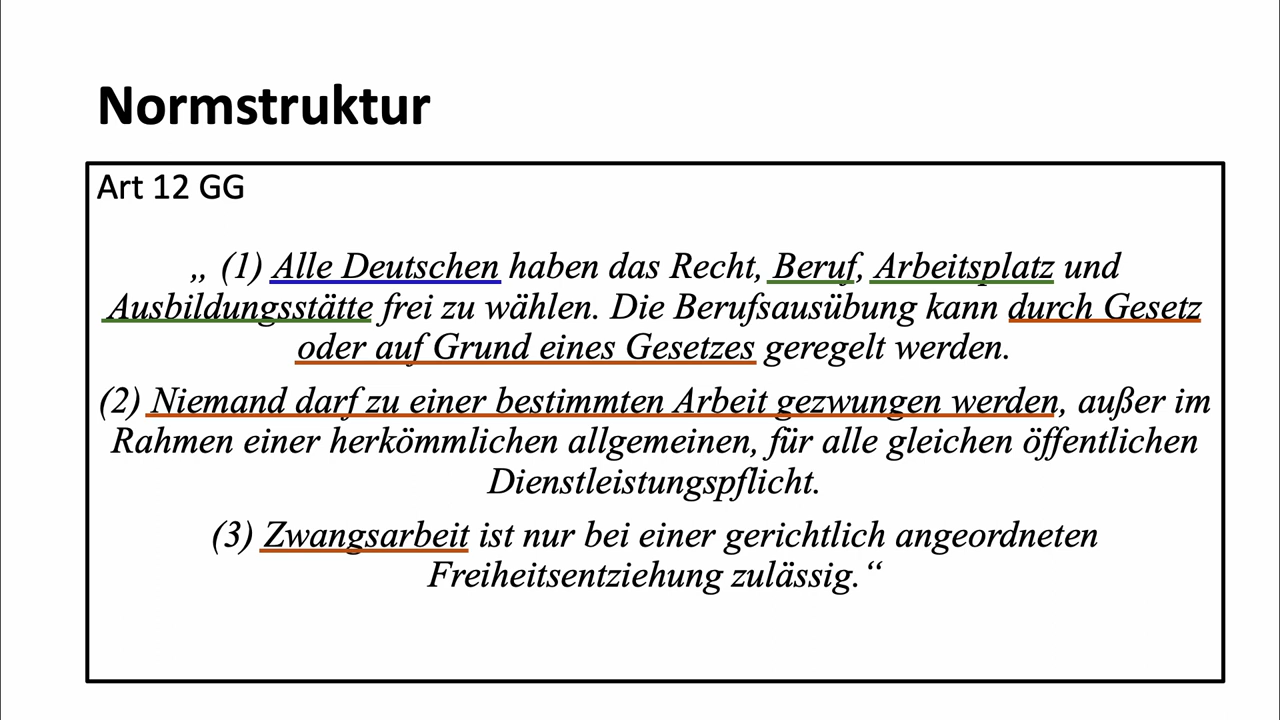 Normstruktur
Art 12 GG
„ (1) Alle Deutschen haben das Recht, Beruf, Arbeitsplatz und
Ausbildungsstätte frei zu wählen. Die Berufsausübung kann durch Gesetz
oder auf Grund eines Gesetzes geregelt werden.
(2) Niemand darf zu einer bestimmten Arbeit gezwungen werden, außer im
Rahmen einer herkömmlichen allgemeinen, für alle gleichen öffentlichen
Dienstleistungspflicht.
(3) Zwangsarbeit ist nur bei einer gerichtlich angeordneten
Freiheitsentziehung zulässig.“